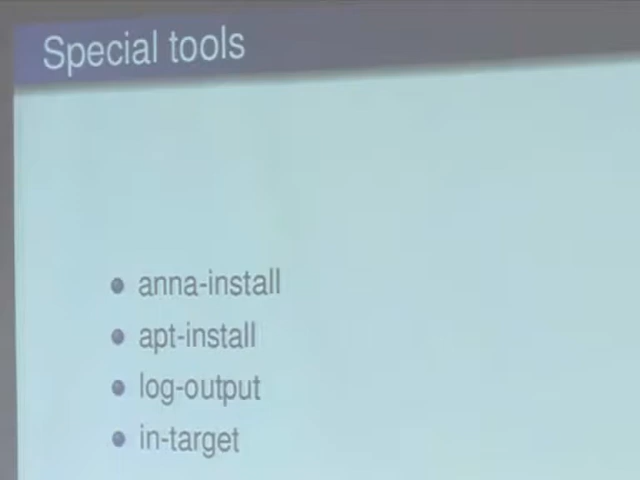 Special tools
anna-install
apt-install
log-output
in-target